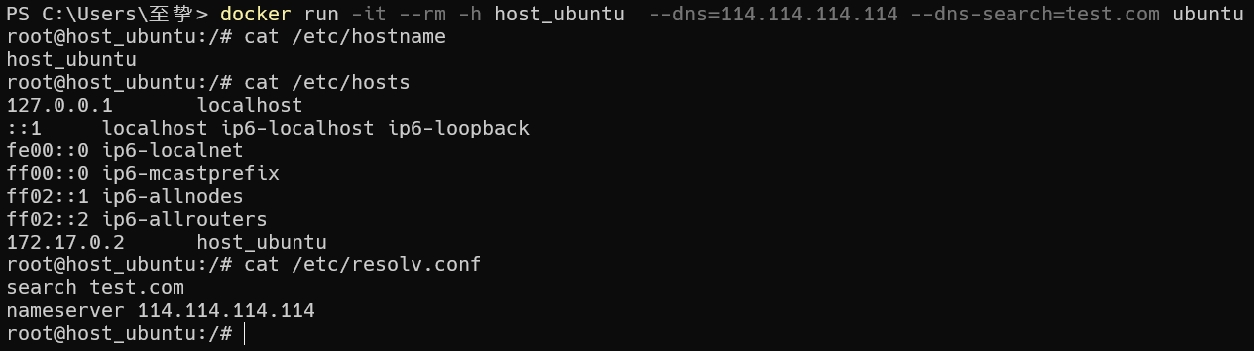 PS C:\Users\至挚> docker run -it --rm -h host_ubuntu  --dns=114.114.114.114 --dns-search=test.com ubuntu
root@host_ubuntu:/# cat /etc/hostname
host_ubuntu
root@host_ubuntu:/# cat /etc/hosts
127.0.0.1       localhost
::1     localhost ip6-localhost ip6-loopback
fe00::0 ip6-localnet
ff00::0 ip6-mcastprefix
ff02::1 ip6-allnodes
ff02::2 ip6-allrouters
172.17.0.2      host_ubuntu
root@host_ubuntu:/# cat /etc/resolv.conf
search test.com
nameserver 114.114.114.114
root@host_ubuntu:/#